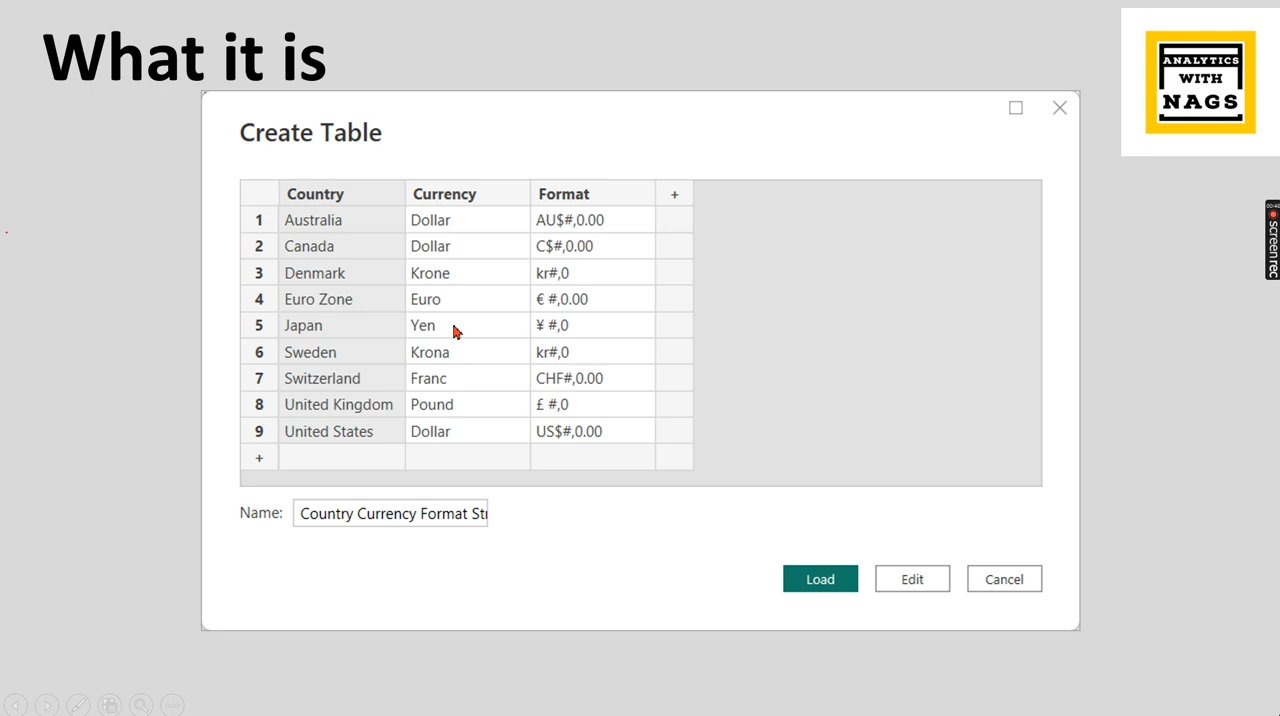 What it is
ANALYTICS
WITH
NAGS
Create Table
Country Currency Format +
1 Australia Dollar AU$#,0.00
2 Canada Dollar C$#,0.00
3 Denmark Krone kr#,0
4 Euro Zone Euro € #,0.00
5 Japan Yen ¥ #,0
6 Sweden Krona kr#,0
7 Switzerland Franc CHF#,0.00
8 United Kingdom Pound £ #,0
9 United States Dollar US$#,0.00
+
Name: Country Currency Format Stri
Load Edit Cancel
screenrec